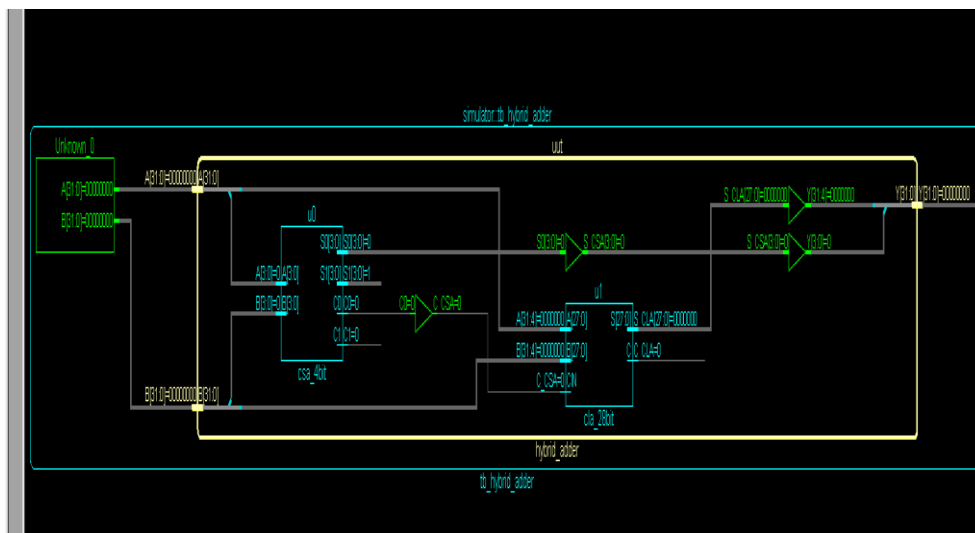 simulator::tb_hybrid_adder
Unknown_0
uut
A[31:0]=00000000
A[31:0]=00000000 A[31:0]
B[31:0]=00000000
S_CLA[27:0]=0000000 Y[31:4]=0000000
Y[31:0] Y[31:0]=00000000
u0
S0[3:0] S0[3:0]=0
S0[3:0]=0 S_CSA[3:0]=0
S_CSA[3:0]=0 Y[3:0]=0
A[3:0]=0 A[3:0]
S1[3:0] S1[3:0]=1
B[3:0]=0 B[3:0]
C0 C0=0
C0=0 C_CSA=0
C1 C1=0
csa_4bit
u1
A[31:4]=0000000 A[27:0]
S[27:0] S_CLA[27:0]=0000000
B[31:4]=0000000 B[27:0]
C C_CLA=0
C_CSA=0 CIN
cla_28bit
B[31:0]=00000000 B[31:0]
hybrid_adder
tb_hybrid_adder